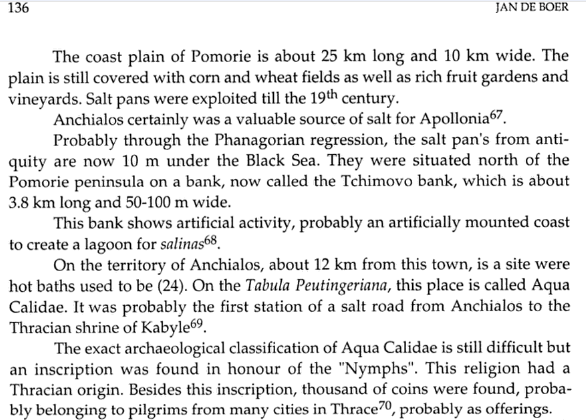 136
JAN DE BOER
The coast plain of Pomorie is about 25 km long and 10 km wide. The
plain is still covered with corn and wheat fields as well as rich fruit gardens and
vineyards. Salt pans were exploited till the 19th century.
Anchialos certainly was a valuable source of salt for Apollonia67.
Probably through the Phanagorian regression, the salt pan's from anti-
quity are now 10 m under the Black Sea. They were situated north of the
Pomorie peninsula on a bank, now called the Tchimovo bank, which is about
3.8 km long and 50-100 m wide.
This bank shows artificial activity, probably an artificially mounted coast
to create a lagoon for salinas68.
On the territory of Anchialos, about 12 km from this town, is a site were
hot baths used to be (24). On the Tabula Peutingeriana, this place is called Aqua
Calidae. It was probably the first station of a salt road from Anchialos to the
Thracian shrine of Kabyle69.
The exact archaeological classification of Aqua Calidae is still difficult but
an inscription was found in honour of the "Nymphs". This religion had a
Thracian origin. Besides this inscription, thousand of coins were found, proba-
bly belonging to pilgrims from many cities in Thrace70, probably as offerings.